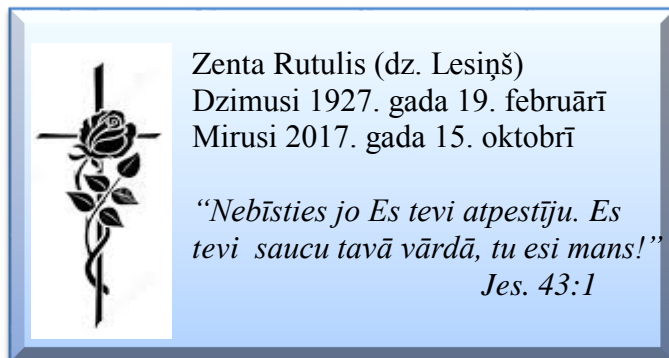 Zenta Rutulis (dz. Lesiņš)
Dzimusi 1927. gada 19. februārī
Mirusi 2017. gada 15. oktobrī
“Nebīsties jo Es tevi atpestīju. Es
tevi saucu tavā vārdā, tu esi mans!”
Jes. 43:1